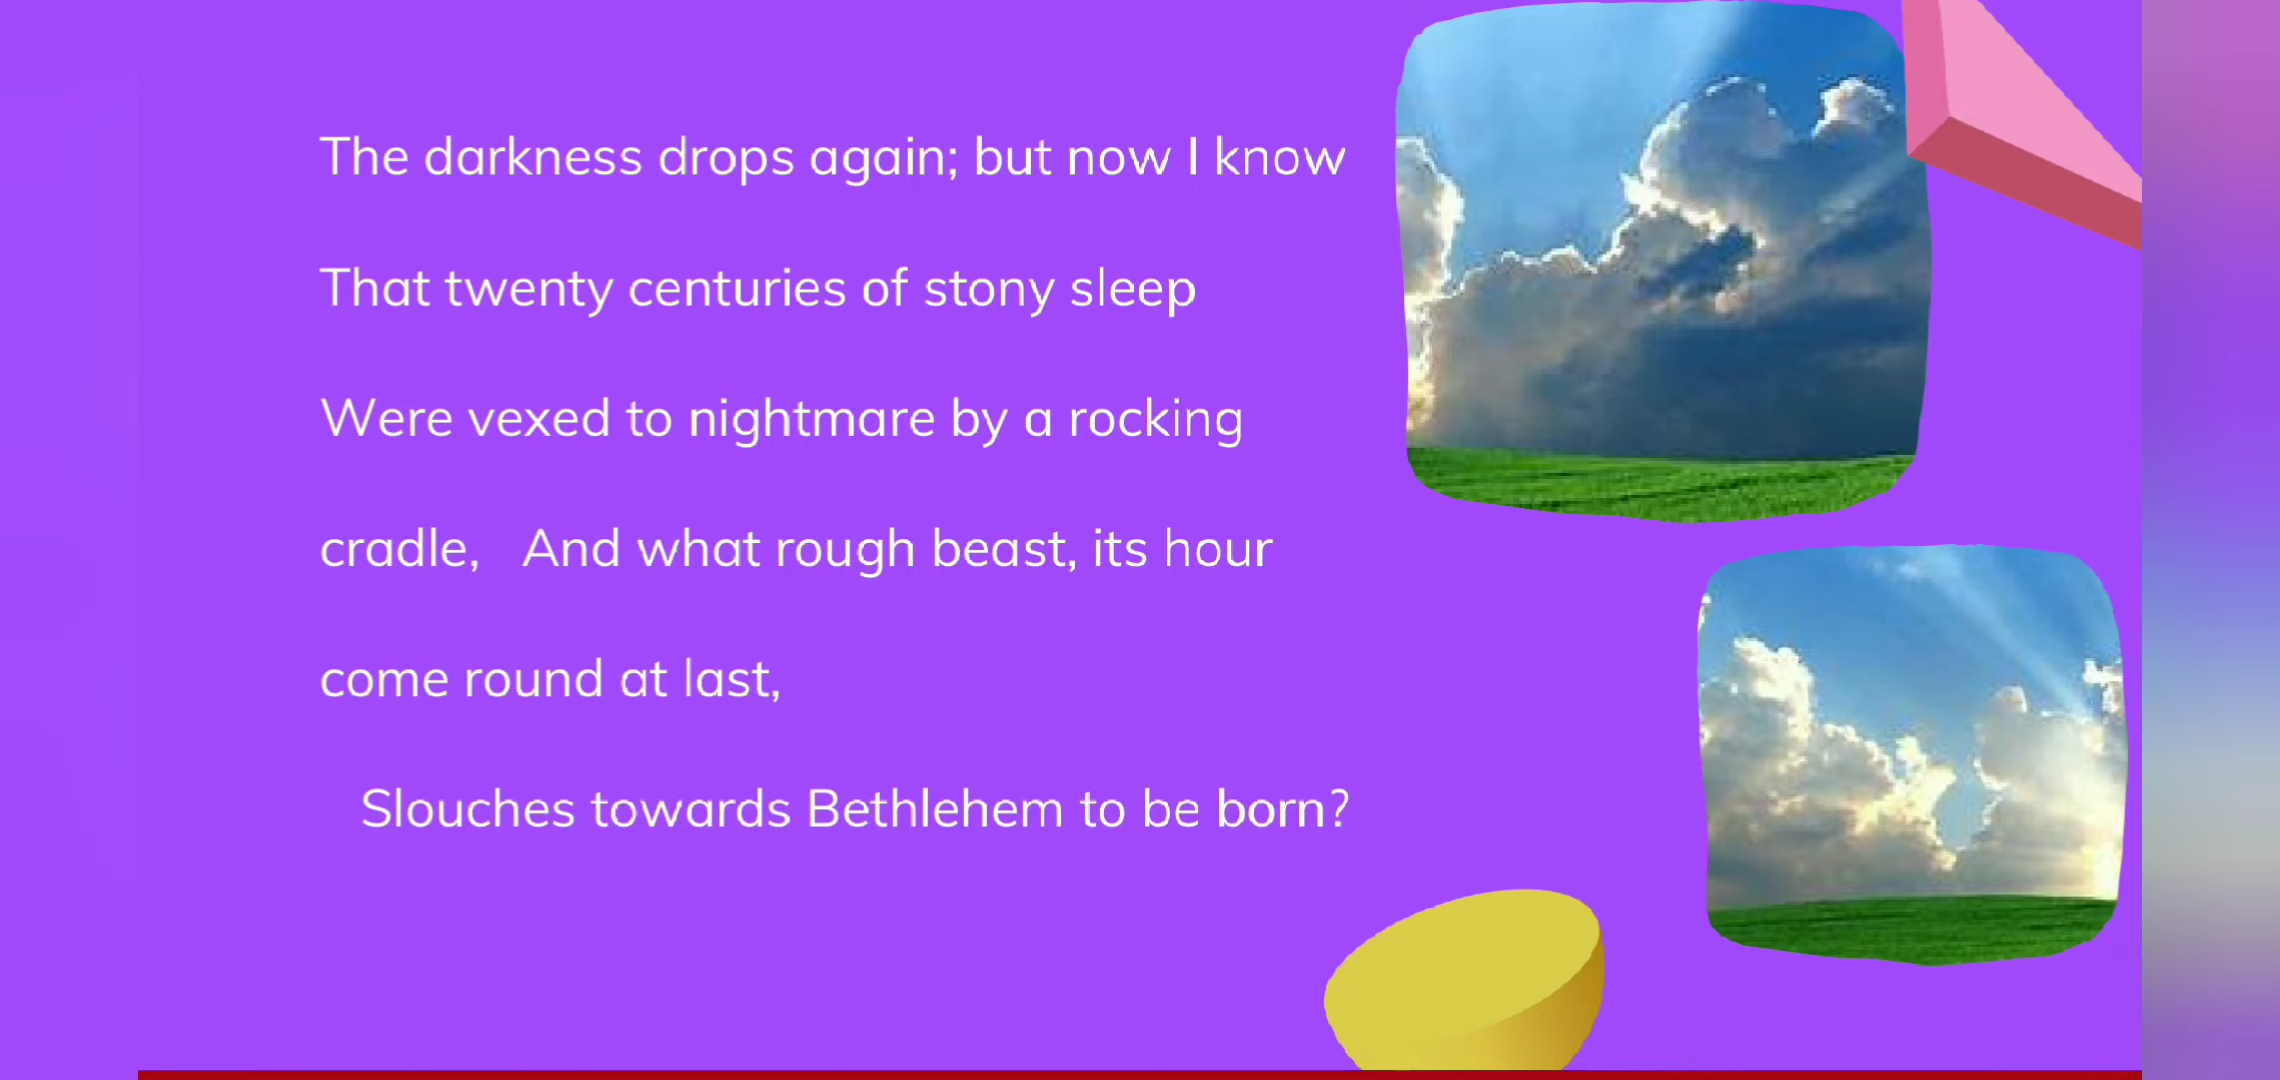 The darkness drops again; but now I know
That twenty centuries of stony sleep
Were vexed to nightmare by a rocking
cradle,   And what rough beast, its hour
come round at last,
Slouches towards Bethlehem to be born?